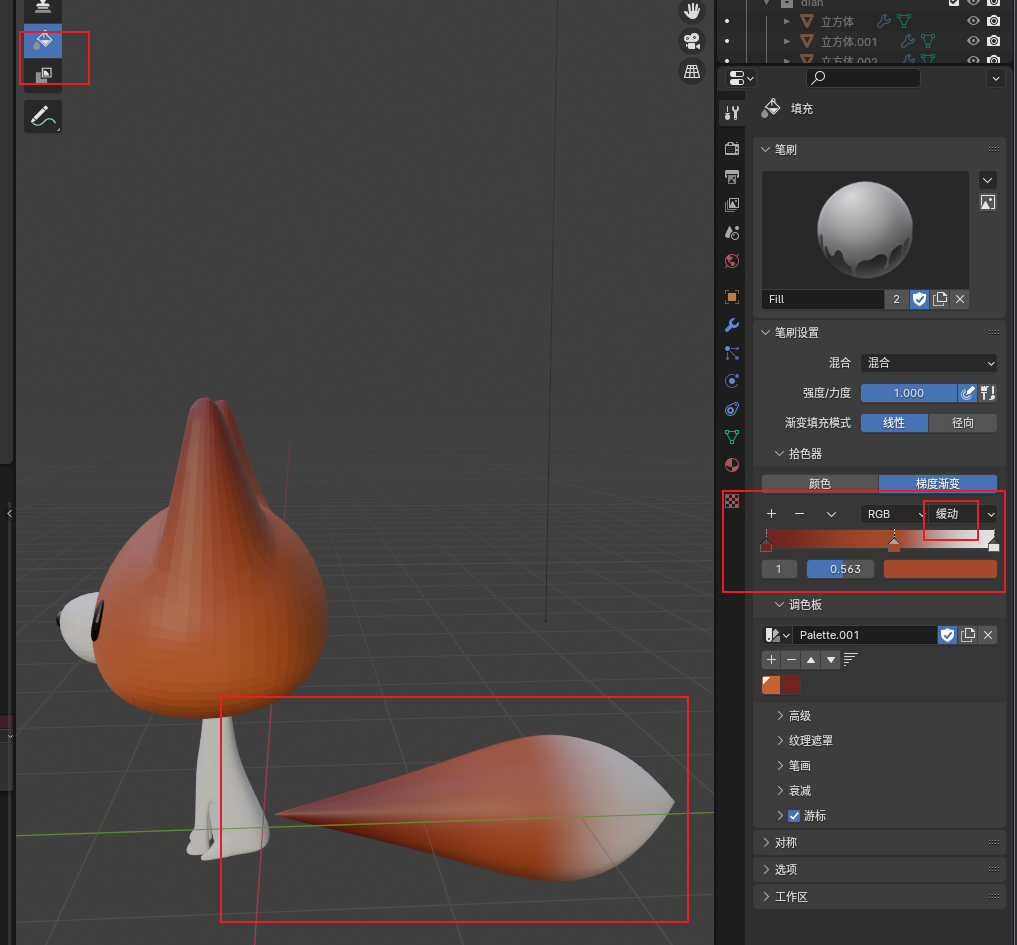 dian
立方体
立方体.001
立方体.002
填充
笔刷
Fill
2
笔刷设置
混合
混合
强度/力度
1.000
渐变填充模式
线性
径向
拾色器
颜色
梯度渐变
RGB
缓动
1
0.563
调色板
Palette.001
高级
纹理遮罩
笔画
衰减
游标
对称
选项
工作区